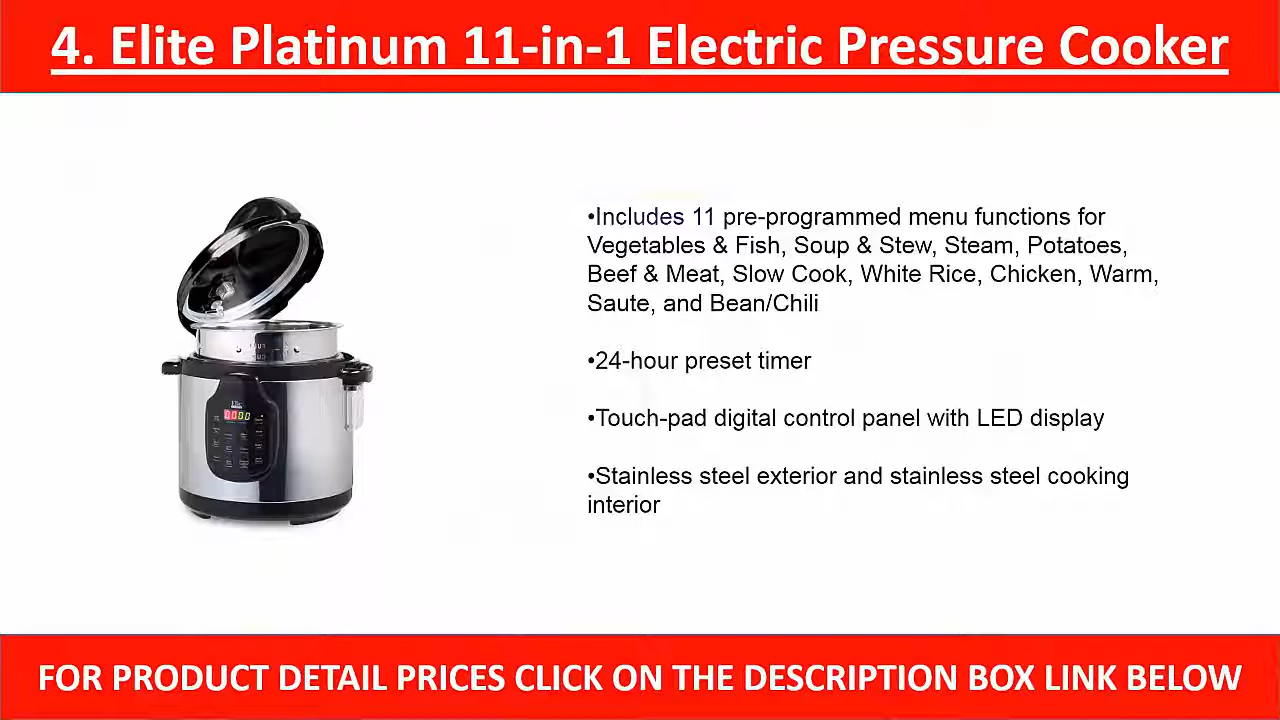 4. Elite Platinum 11-in-1 Electric Pressure Cooker
•Includes 11 pre-programmed menu functions for
Vegetables & Fish, Soup & Stew, Steam, Potatoes,
Beef & Meat, Slow Cook, White Rice, Chicken, Warm,
Saute, and Bean/Chili
•24-hour preset timer
•Touch-pad digital control panel with LED display
•Stainless steel exterior and stainless steel cooking
interior
FOR PRODUCT DETAIL PRICES CLICK ON THE DESCRIPTION BOX LINK BELOW